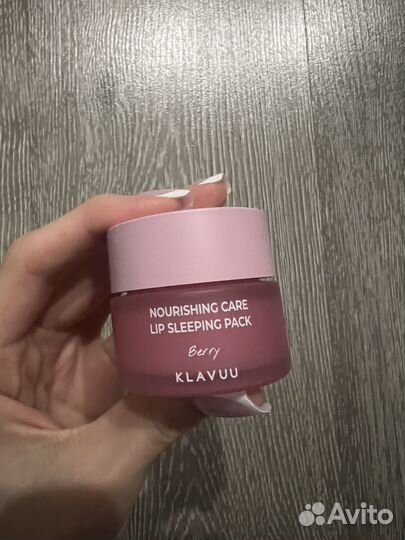 NOURISHING CARE
LIP SLEEPING PACK
Berry
KLAVUU
Avito